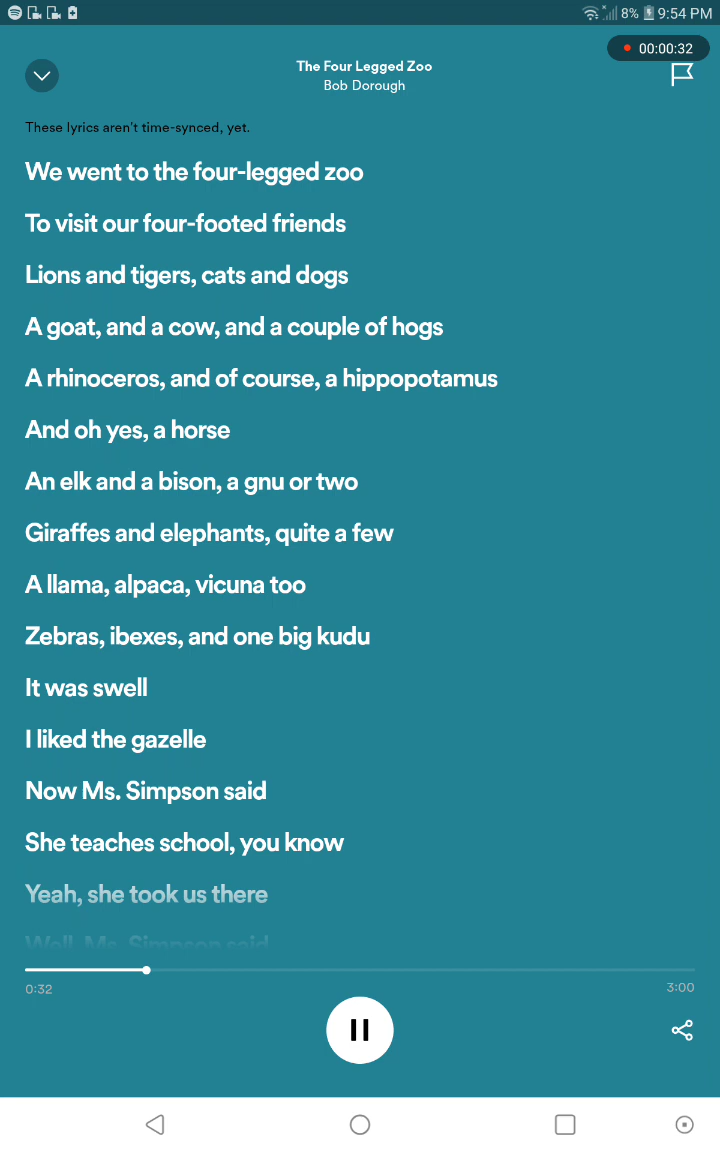 8% 9:54 PM
00:00:32
The Four Legged Zoo
Bob Dorough
These lyrics aren't time-synced, yet.
We went to the four-legged zoo
To visit our four-footed friends
Lions and tigers, cats and dogs
A goat, and a cow, and a couple of hogs
A rhinoceros, and of course, a hippopotamus
And oh yes, a horse
An elk and a bison, a gnu or two
Giraffes and elephants, quite a few
A llama, alpaca, vicuna too
Zebras, ibexes, and one big kudu
It was swell
I liked the gazelle
Now Ms. Simpson said
She teaches school, you know
Yeah, she took us there
Well, Ms. Simpson said
0:32
3:00